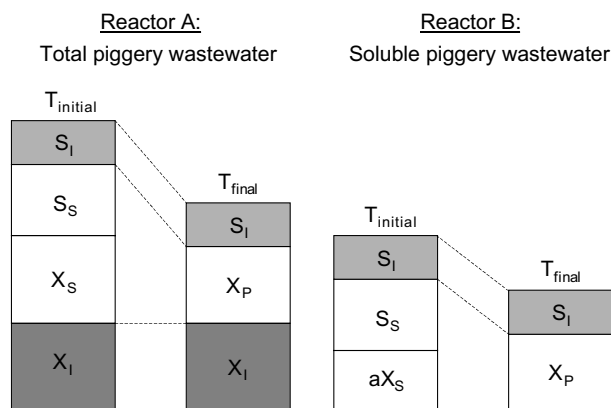 Reactor A:
Total piggery wastewater
T_initial
S_I
S_S
X_S
X_I
T_final
S_I
X_P
X_I
Reactor B:
Soluble piggery wastewater
T_initial
S_I
S_S
aX_S
T_final
S_I
X_P